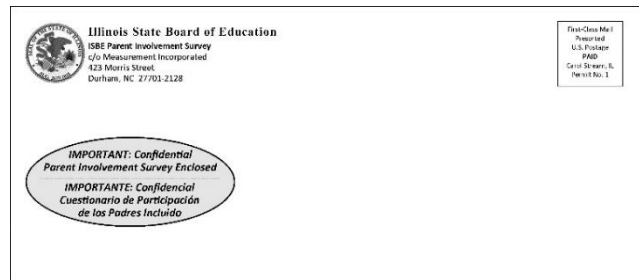 Illinois State Board of Education
ISBE Parent Involvement Survey
c/o Measurement Incorporated
423 Morris Street
Durham, NC 27701-2128
First-Class Mail
Presorted
U.S. Postage
PAID
Carol Stream, IL
Permit No. 1
IMPORTANT: Confidential
Parent Involvement Survey Enclosed
IMPORTANTE: Confidencial
Cuestionario de Participación
de los Padres Incluido